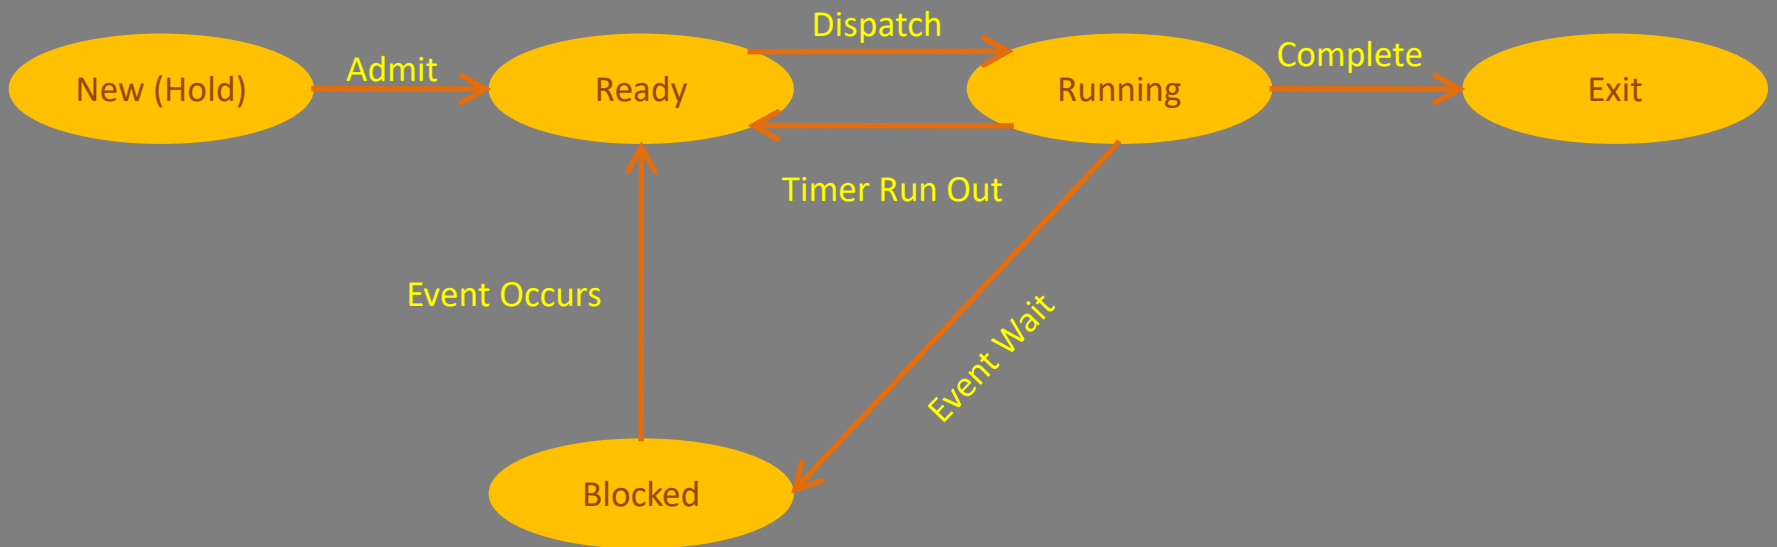 Dispatch
New (Hold)
Admit
Ready
Running
Complete
Exit
Timer Run Out
Event Occurs
Event Wait
Blocked